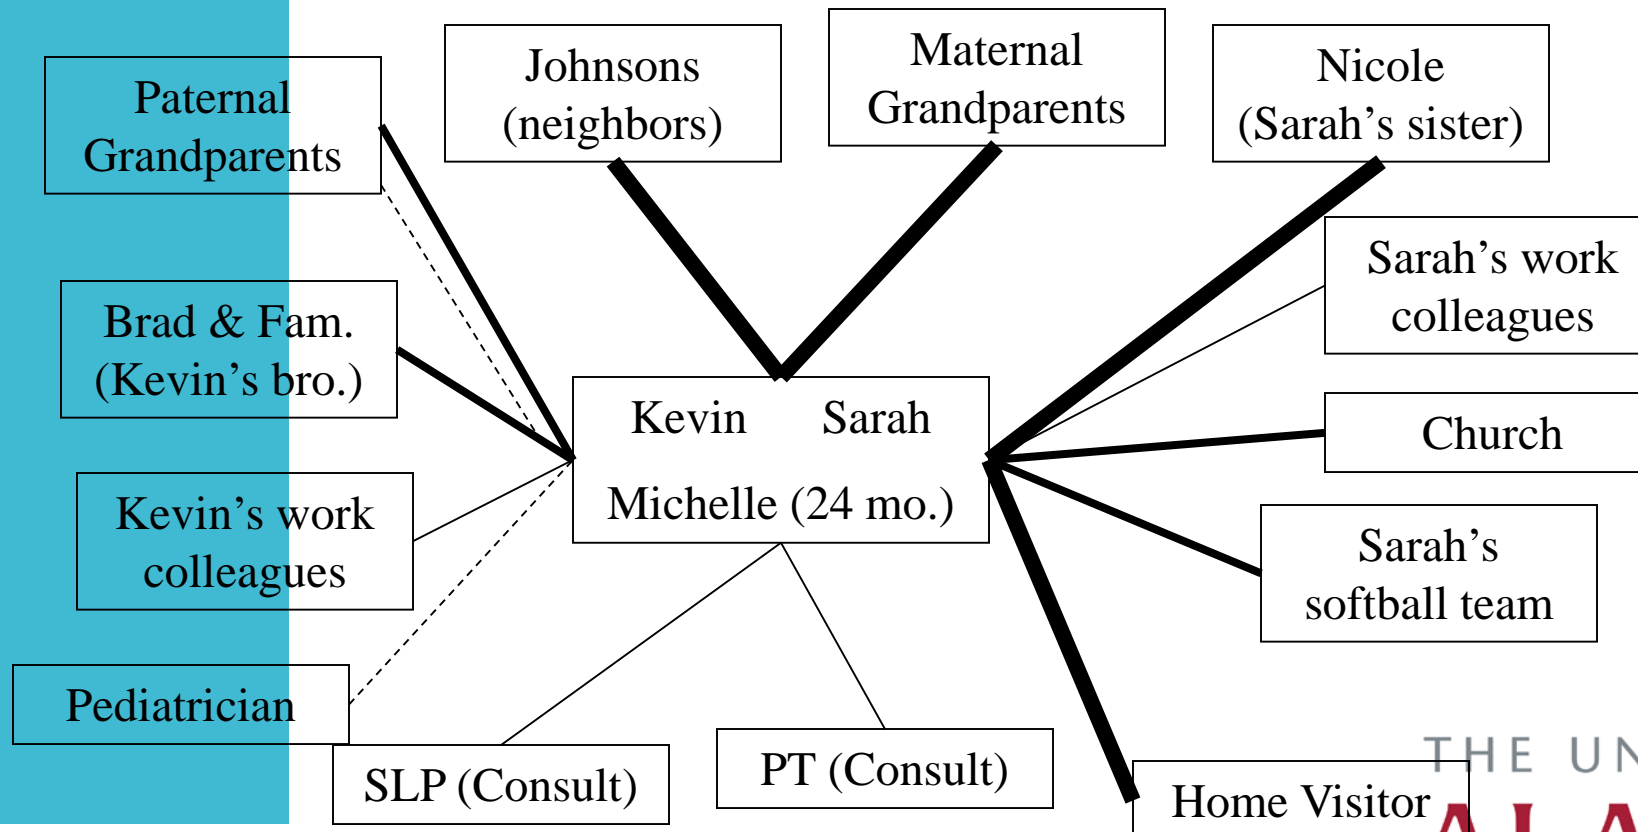 Paternal
Grandparents
Johnsons
(neighbors)
Maternal
Grandparents
Nicole
(Sarah’s sister)
Brad & Fam.
(Kevin’s bro.)
Sarah’s work
colleagues
Kevin Sarah
Michelle (24 mo.)
Church
Kevin’s work
colleagues
Sarah’s
softball team
Pediatrician
SLP (Consult)
PT (Consult)
Home Visitor
THE UN